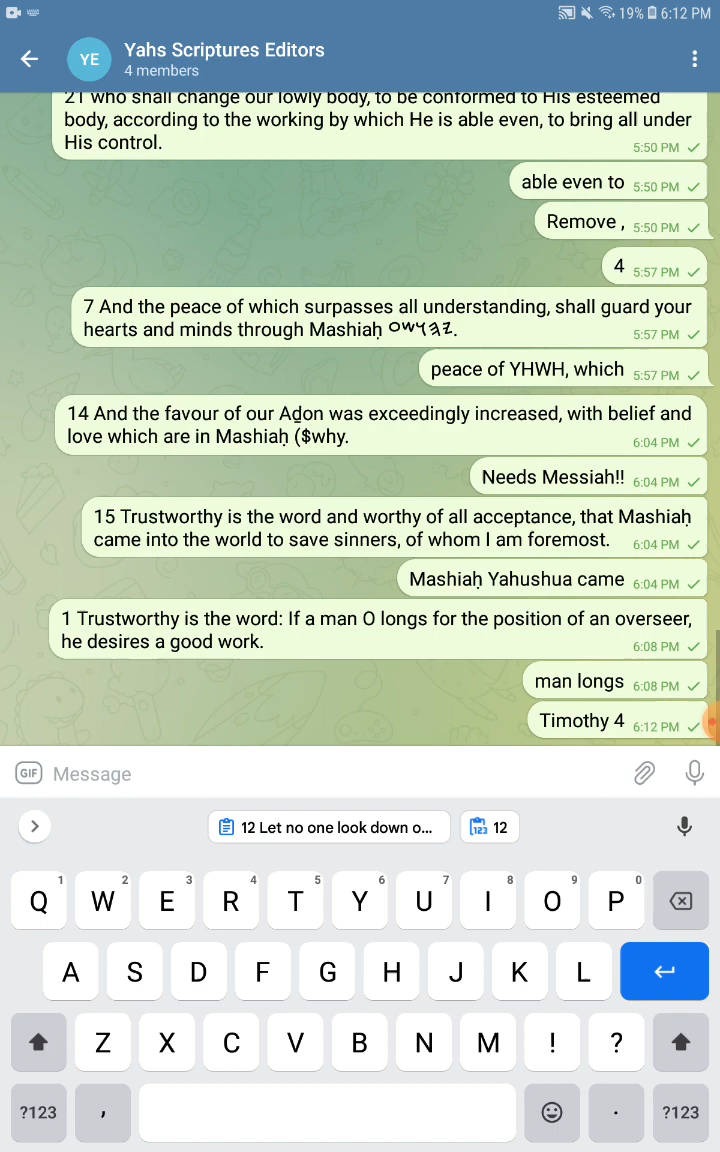 19% 6:12 PM
YE
Yahs Scriptures Editors
4 members
21 who shall change our lowly body, to be conformed to His esteemed
body, according to the working by which He is able even, to bring all under
His control.
5:50 PM
able even to 5:50 PM
Remove , 5:50 PM
4 5:57 PM
7 And the peace of which surpasses all understanding, shall guard your
hearts and minds through Mashiaḥ
5:57 PM
peace of YHWH, which 5:57 PM
14 And the favour of our Aḏon was exceedingly increased, with belief and
love which are in Mashiaḥ ($why.
6:04 PM
Needs Messiah!! 6:04 PM
15 Trustworthy is the word and worthy of all acceptance, that Mashiaḥ
came into the world to save sinners, of whom I am foremost. 6:04 PM
Mashiaḥ Yahushua came 6:04 PM
1 Trustworthy is the word: If a man O longs for the position of an overseer,
he desires a good work.
6:08 PM
man longs 6:08 PM
Timothy 4 6:12 PM
GIF Message
12 Let no one look down o... 123 12
1 2 3 4 5 6 7 8 9 0
Q W E R T Y U I O P
A S D F G H J K L
Z X C V B N M ! ?
?123 , . ?123